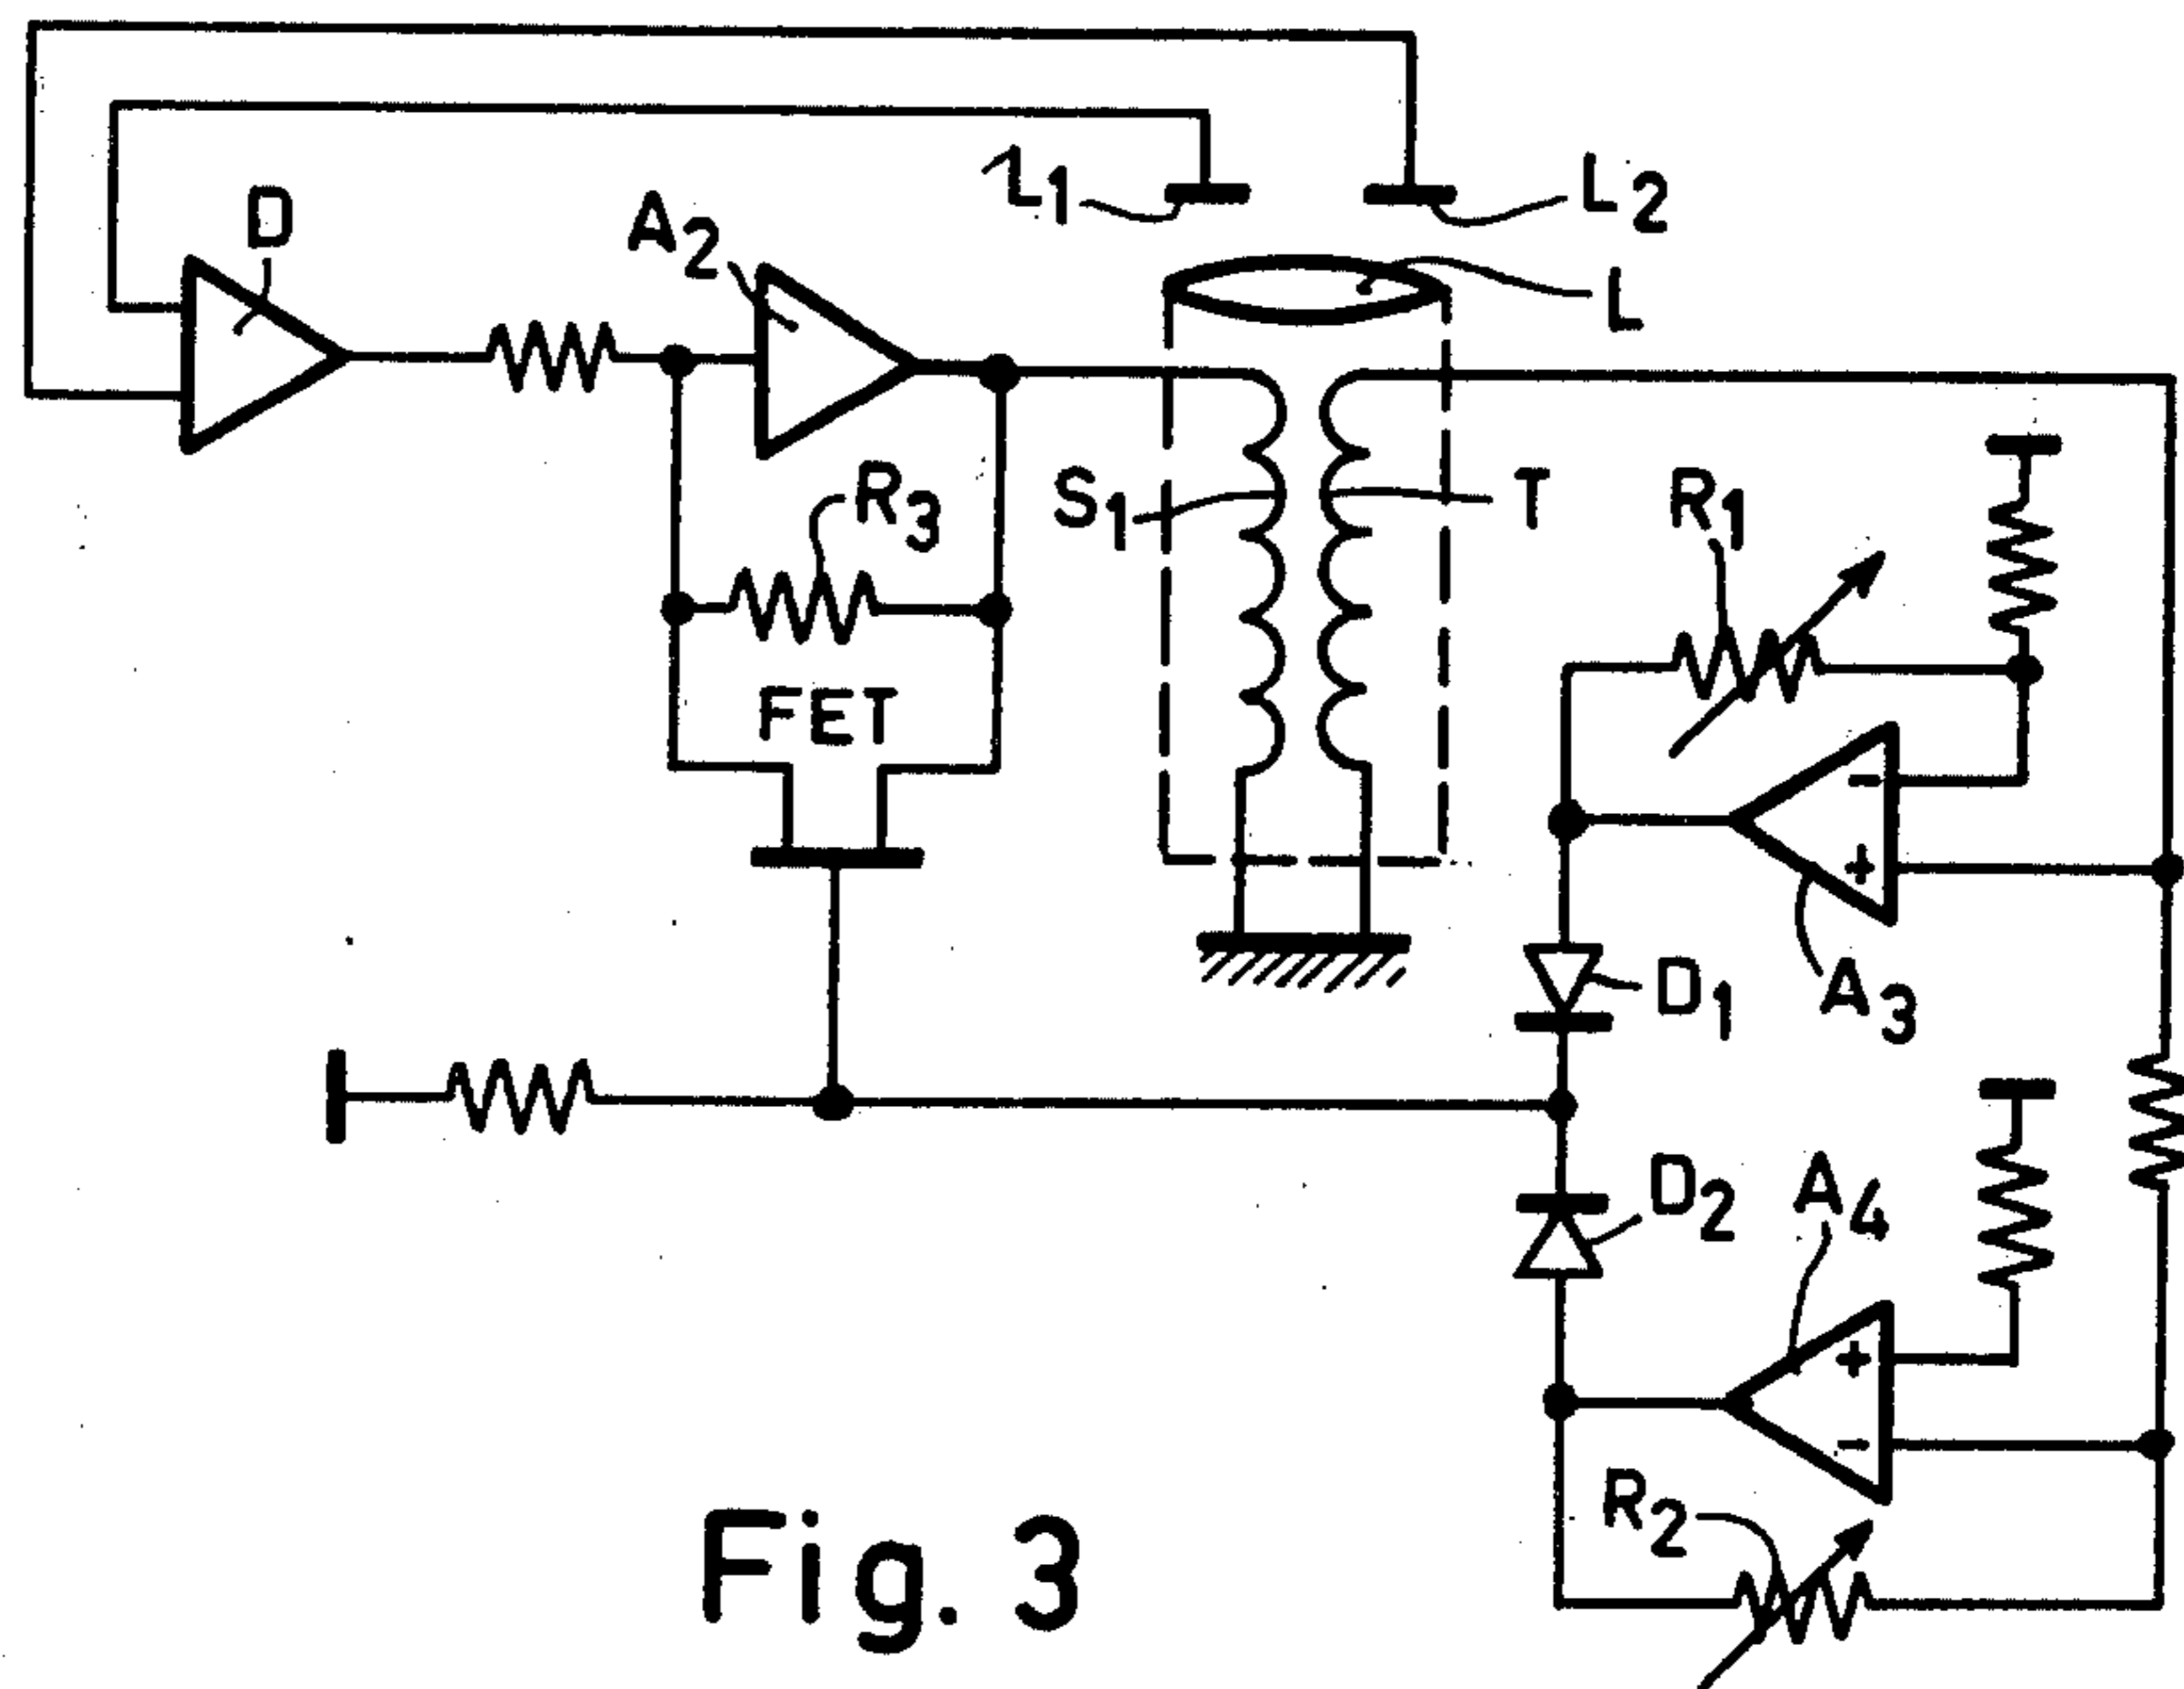 L1
L2
D
A2
L
R3
S1
T
R1
FET
-
+
D1
A3
D2
A4
+
-
R2
Fig. 3